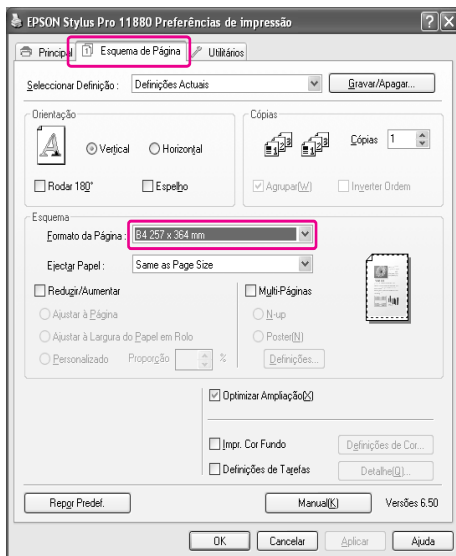 EPSON Stylus Pro 11880 Preferências de impressão
Principal Esquema de Página Utilitários
Seleccionar Definição : Definições Actuais Gravar/Apagar...
Orientação
Vertical Horizontal
Rodar 180° Espelho
Cópias
Cópias 1
Agrupar(W) Inverter Ordem
Esquema
Formato da Página : B4 257 x 364 mm
Ejectar Papel : Same as Page Size
Reduzir/Aumentar
Ajustar à Página
Ajustar à Largura do Papel em Rolo
Personalizado Proporção %
Multi-Páginas
N-up
Poster(N)
Definições...
Optimizar Ampliação(X)
Impr. Cor Fundo Definições de Cor...
Definições de Tarefas Detalhe(Q)...
Repor Predef. Manual(K) Versões 6.50
OK Cancelar Aplicar Ajuda